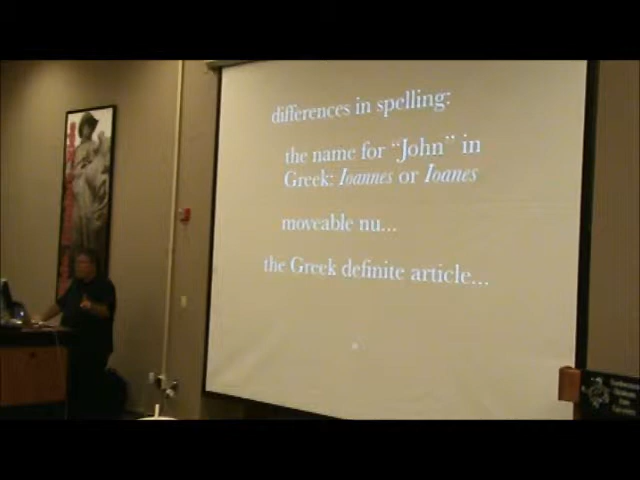 differences in spelling:
the name for “John” in
Greek: Ioannes or Ioanes
moveable nu...
the Greek definite article...